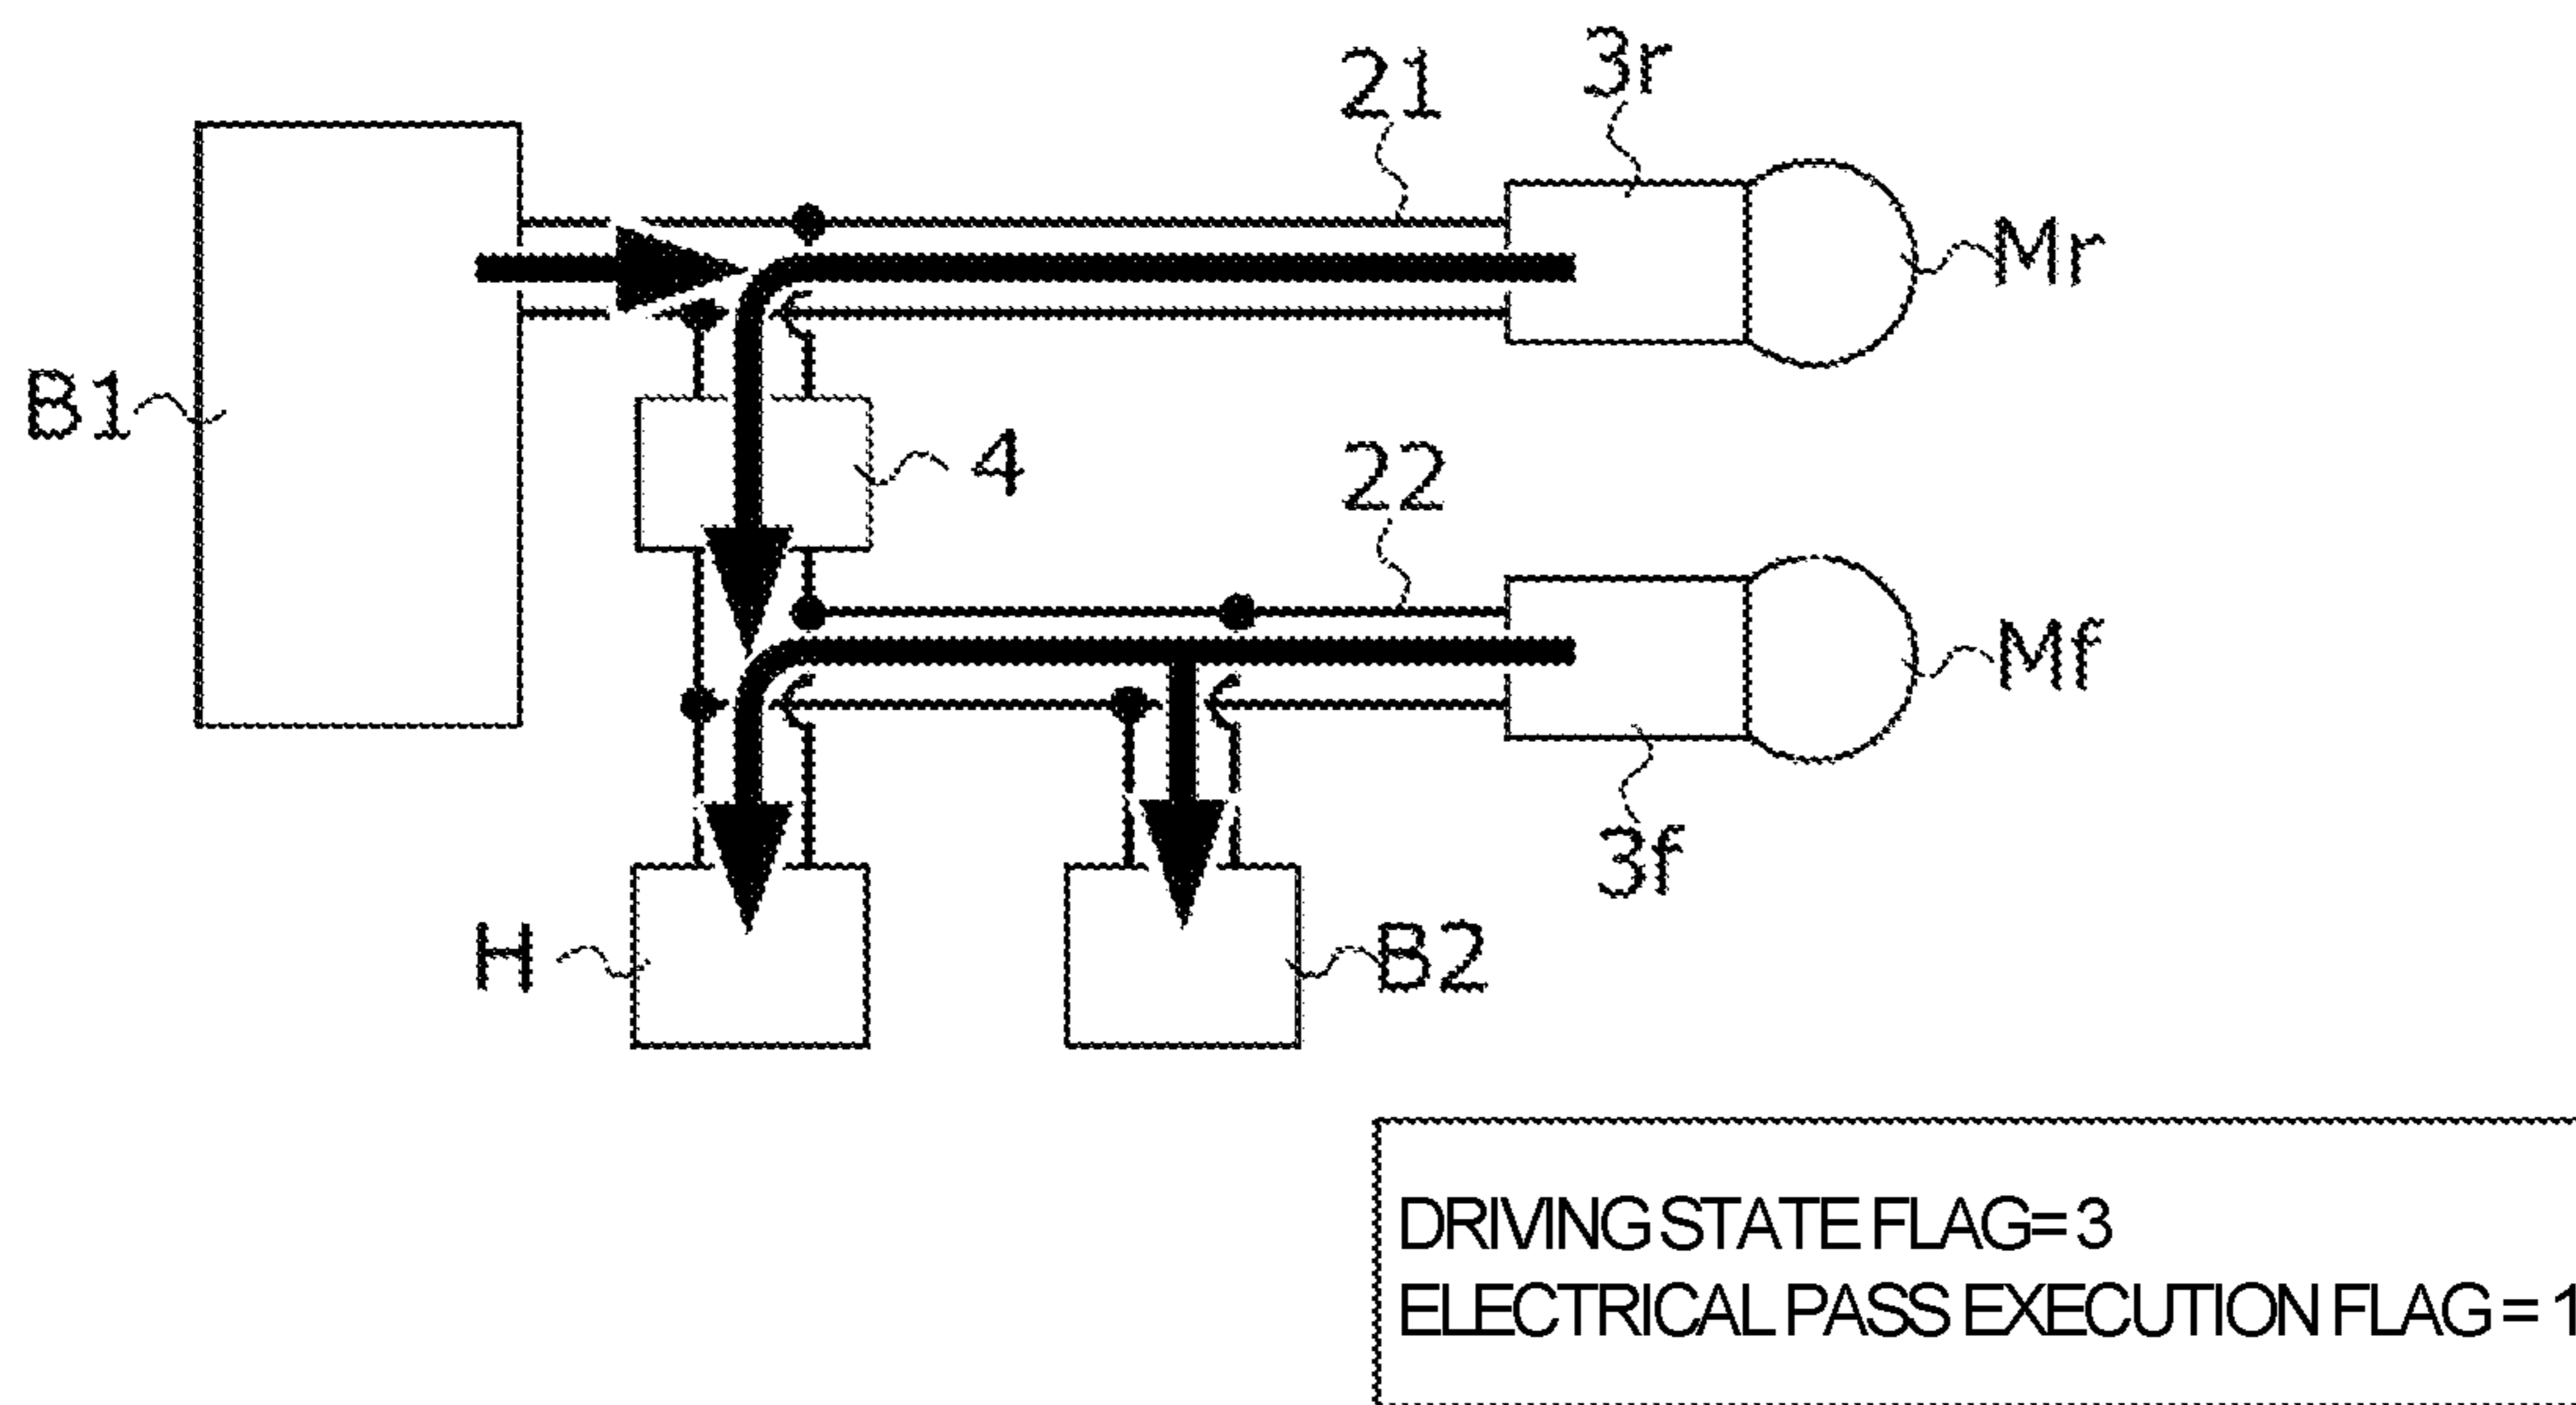 3r
21
Mr
B1
4
22
Mf
3f
H
B2
DRIVING STATE FLAG= 3
ELECTRICAL PASS EXECUTION FLAG = 1